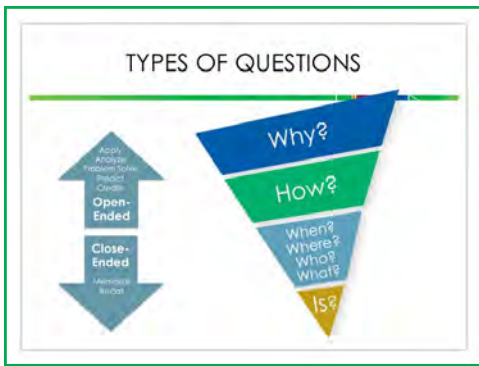 TYPES OF QUESTIONS
Apply
Analyze
Problem Solve
Predict
Create
Open-
Ended
Close-
Ended
Memorize
Recall
Why?
How?
When?
Where?
Who?
What?
Is?